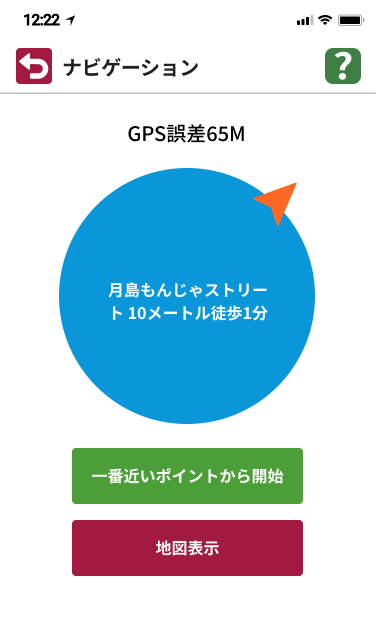 12:22
ナビゲーション
?
GPS誤差65M
月島もんじゃストリー
ト 10メートル徒歩1分
一番近いポイントから開始
地図表示